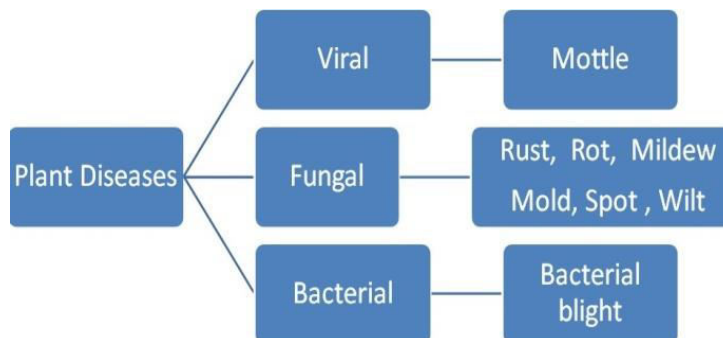 Plant Diseases
Viral
Mottle
Fungal
Rust, Rot, Mildew
Mold, Spot , Wilt
Bacterial
Bacterial
blight